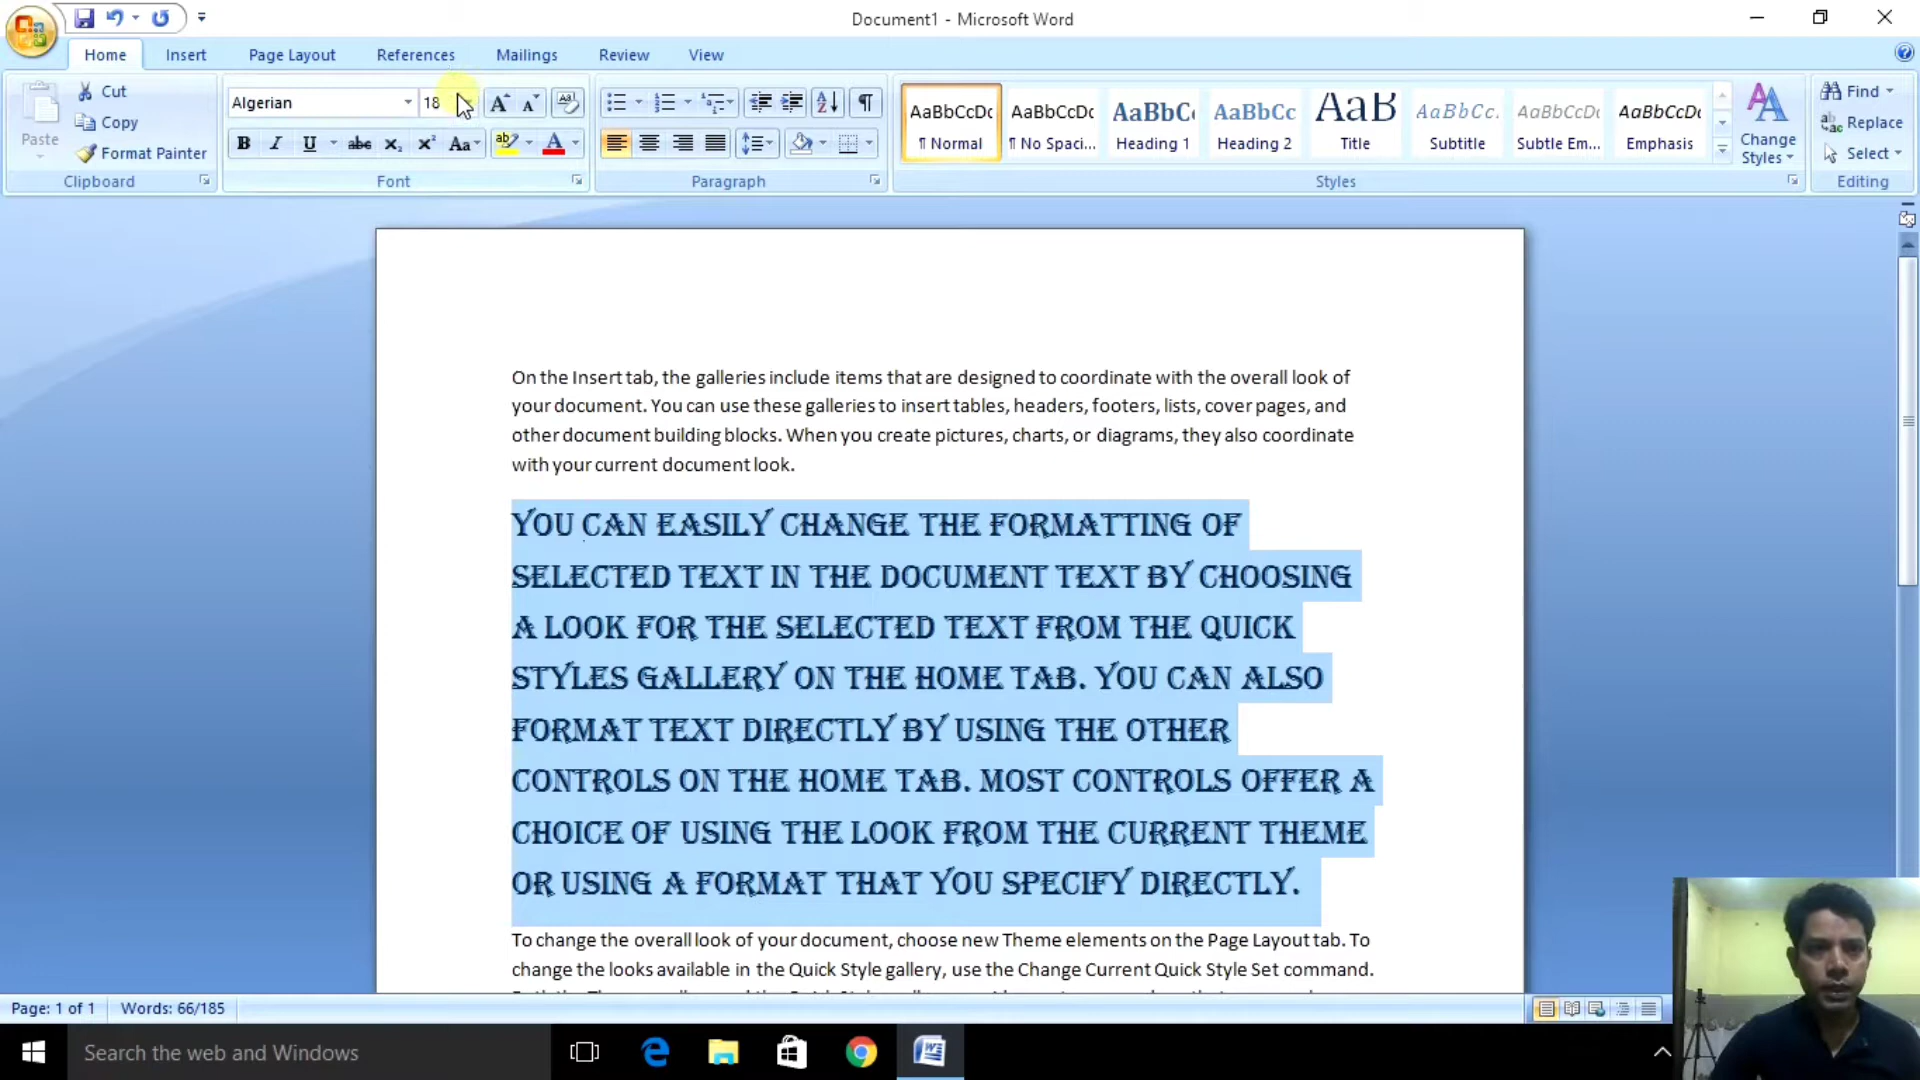 Document1 - Microsoft Word
Home Insert Page Layout References Mailings Review View
Paste
Cut
Copy
Format Painter
Clipboard
Algerian 18
Font
Paragraph
AaBbCcDc AaBbCcDc AaBbC AaBbCc AaB AaBbCc. AaBbCcDc AaBbCcDc
¶ Normal ¶ No Spaci... Heading 1 Heading 2 Title Subtitle Subtle Em... Emphasis
Change Styles
Styles
Find
Replace
Select
Editing
On the Insert tab, the galleries include items that are designed to coordinate with the overall look of
your document. You can use these galleries to insert tables, headers, footers, lists, cover pages, and
other document building blocks. When you create pictures, charts, or diagrams, they also coordinate
with your current document look.
YOU CAN EASILY CHANGE THE FORMATTING OF
SELECTED TEXT IN THE DOCUMENT TEXT BY CHOOSING
A LOOK FOR THE SELECTED TEXT FROM THE QUICK
STYLES GALLERY ON THE HOME TAB. YOU CAN ALSO
FORMAT TEXT DIRECTLY BY USING THE OTHER
CONTROLS ON THE HOME TAB. MOST CONTROLS OFFER A
CHOICE OF USING THE LOOK FROM THE CURRENT THEME
OR USING A FORMAT THAT YOU SPECIFY DIRECTLY.
To change the overall look of your document, choose new Theme elements on the Page Layout tab. To
change the looks available in the Quick Style gallery, use the Change Current Quick Style Set command.
Page: 1 of 1 Words: 66/185
Search the web and Windows